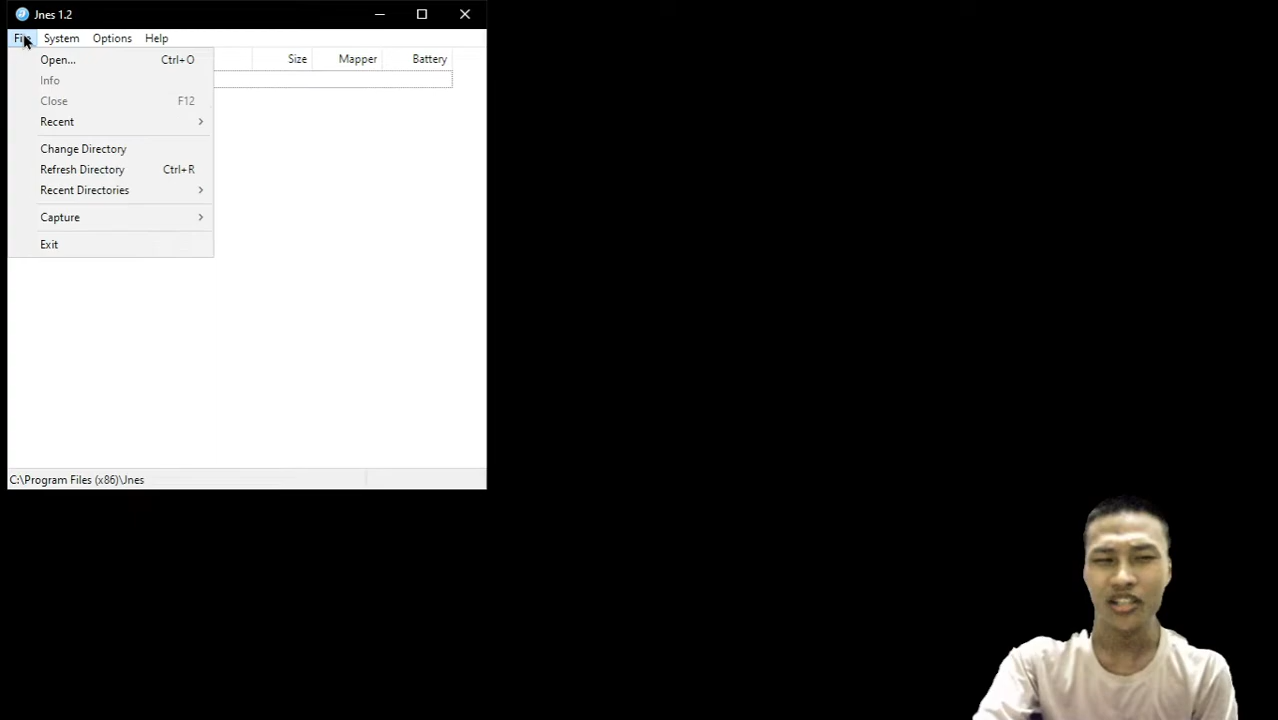 Jnes 1.2
File System Options Help
Size Mapper Battery
Open... Ctrl+O
Info
Close F12
Recent
Change Directory
Refresh Directory Ctrl+R
Recent Directories
Capture
Exit
C:\Program Files (x86)\Jnes